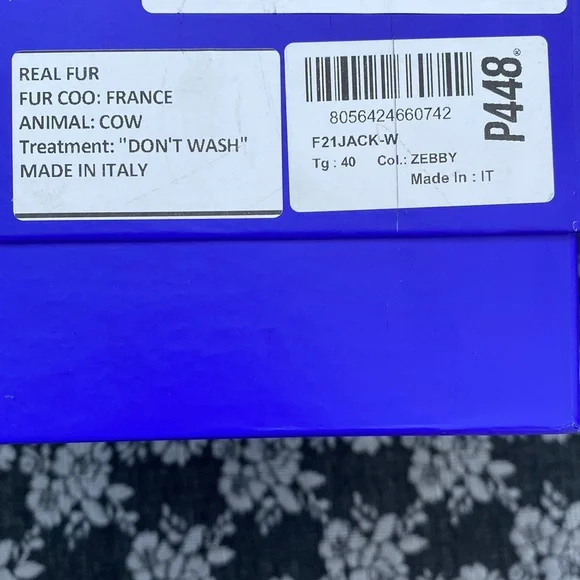 REAL FUR
FUR COO: FRANCE
ANIMAL: COW
Treatment: "DON'T WASH"
MADE IN ITALY
8056424660742
P448®
F21JACK-W
Tg : 40 Col.: ZEBBY
Made In : IT